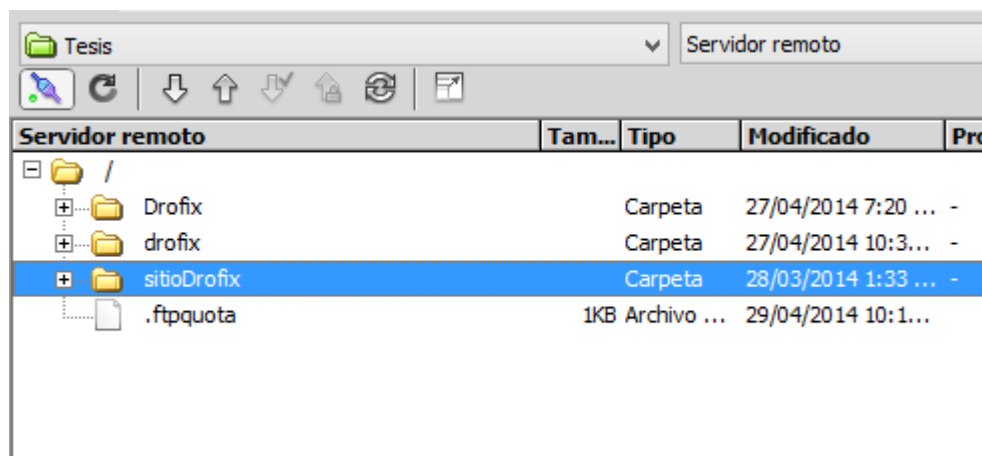 Tesis Servidor remoto
Servidor remoto Tam... Tipo Modificado Pro
/
Drofix Carpeta 27/04/2014 7:20 ... -
drofix Carpeta 27/04/2014 10:3... -
sitioDrofix Carpeta 28/03/2014 1:33 ... -
.ftpquota 1KB Archivo ... 29/04/2014 10:1...